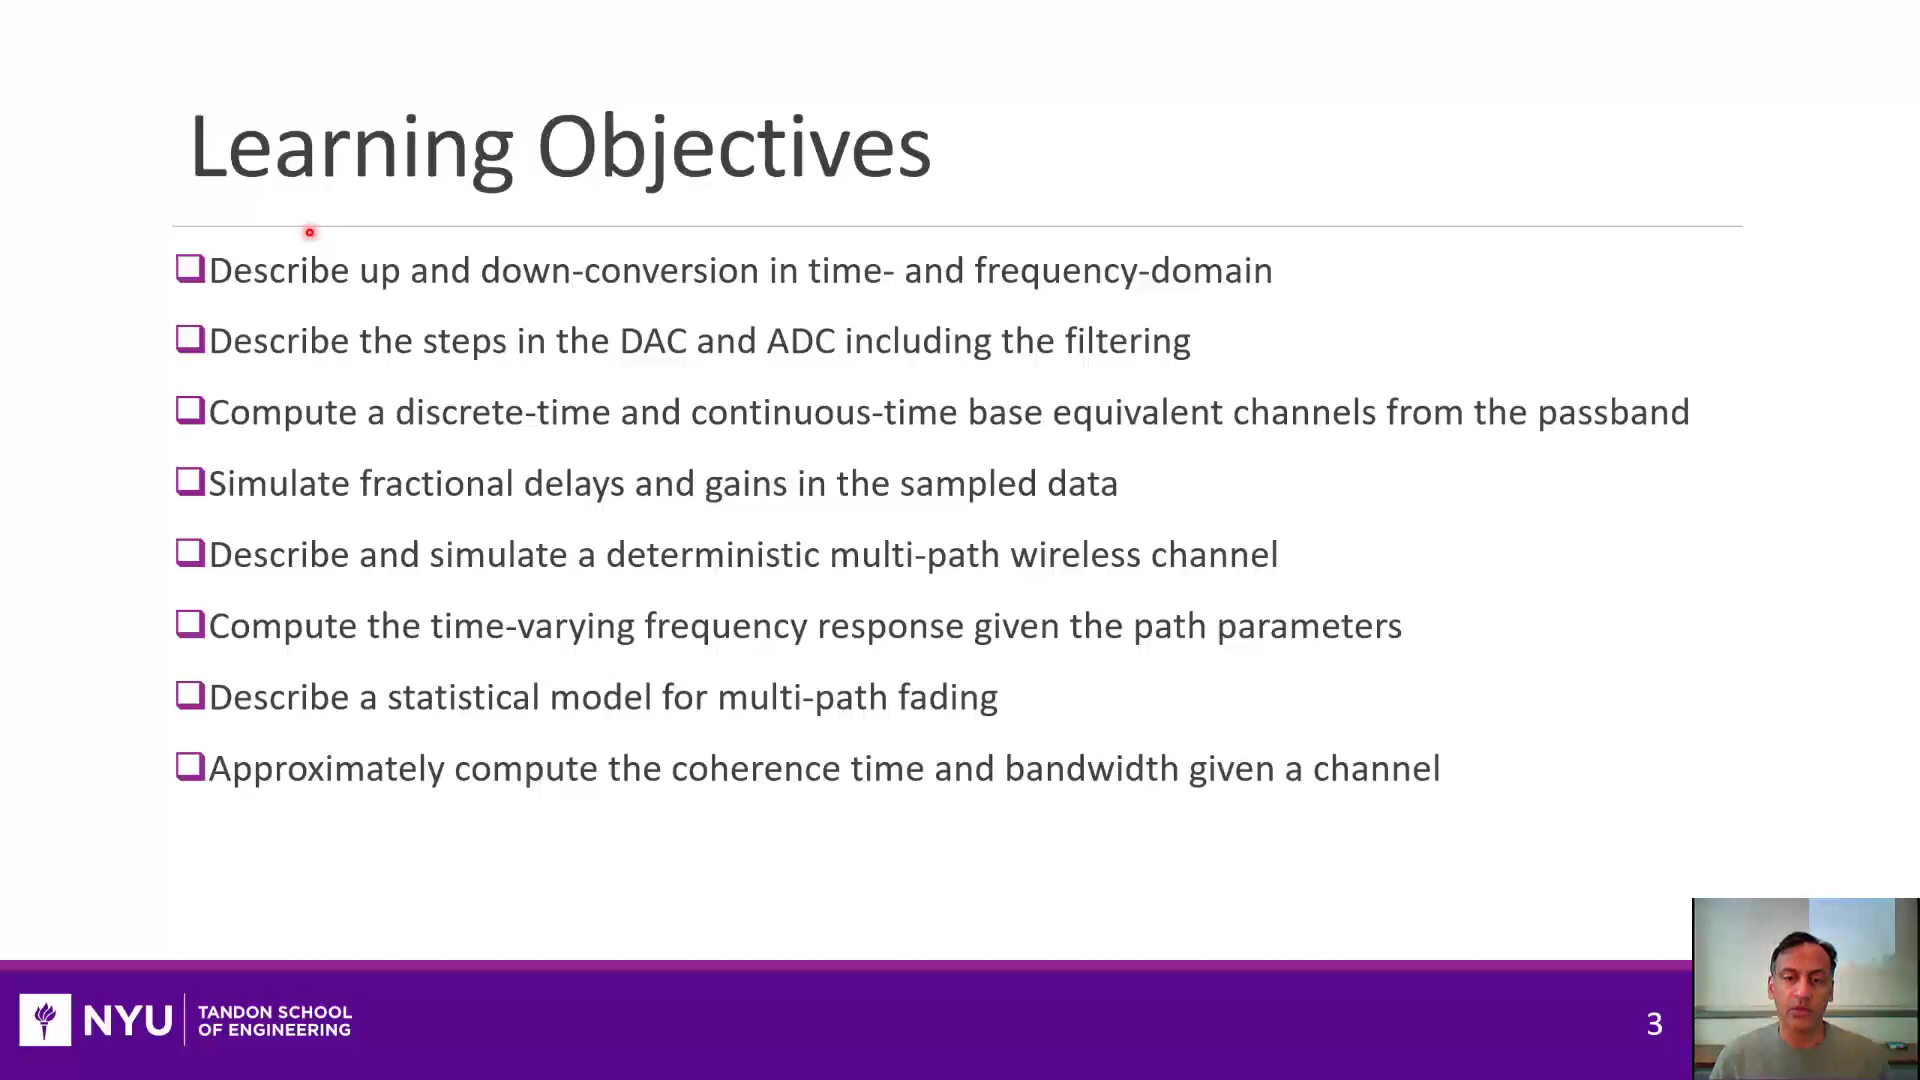 Learning Objectives
Describe up and down-conversion in time- and frequency-domain
Describe the steps in the DAC and ADC including the filtering
Compute a discrete-time and continuous-time base equivalent channels from the passband
Simulate fractional delays and gains in the sampled data
Describe and simulate a deterministic multi-path wireless channel
Compute the time-varying frequency response given the path parameters
Describe a statistical model for multi-path fading
Approximately compute the coherence time and bandwidth given a channel
NYU
TANDON SCHOOL
OF ENGINEERING
3